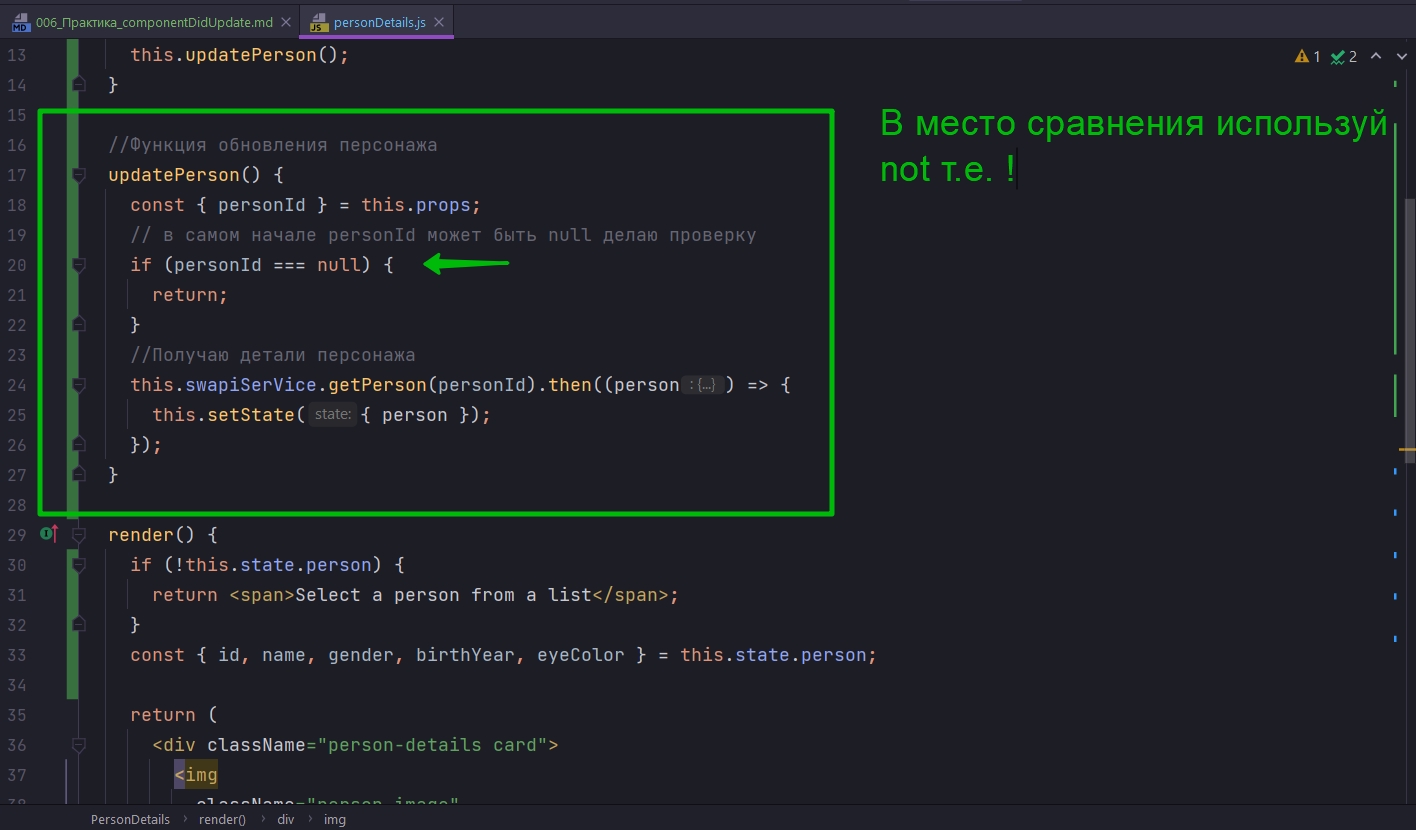 006_Практика_componentDidUpdate.md
personDetails.js
1 2
13 this.updatePerson();
14 }
15
16 //Функция обновления персонажа
17 updatePerson() {
18 const { personId } = this.props;
19 // в самом начале personId может быть null делаю проверку
20 if (personId === null) {
21 return;
22 }
23 //Получаю детали персонажа
24 this.swapiSerVice.getPerson(personId).then((person : {...} ) => {
25 this.setState( state: { person });
26 });
27 }
28
29 render() {
30 if (!this.state.person) {
31 return <span>Select a person from a list</span>;
32 }
33 const { id, name, gender, birthYear, eyeColor } = this.state.person;
34
35 return (
36 <div className="person-details card">
37 <img
38 className="person-image"
В место сравнения используй
not т.е. !
PersonDetails › render() › div › img